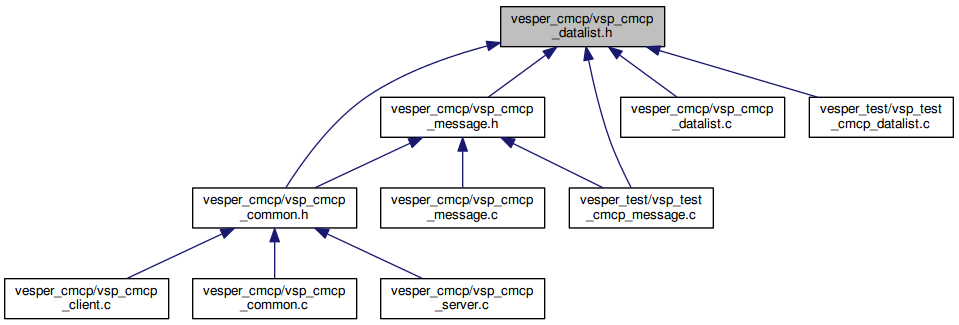 vesper_cmcp/vsp_cmcp
_datalist.h
vesper_cmcp/vsp_cmcp
_message.h
vesper_cmcp/vsp_cmcp
_datalist.c
vesper_test/vsp_test
_cmcp_datalist.c
vesper_cmcp/vsp_cmcp
_common.h
vesper_cmcp/vsp_cmcp
_message.c
vesper_test/vsp_test
_cmcp_message.c
vesper_cmcp/vsp_cmcp
_client.c
vesper_cmcp/vsp_cmcp
_common.c
vesper_cmcp/vsp_cmcp
_server.c